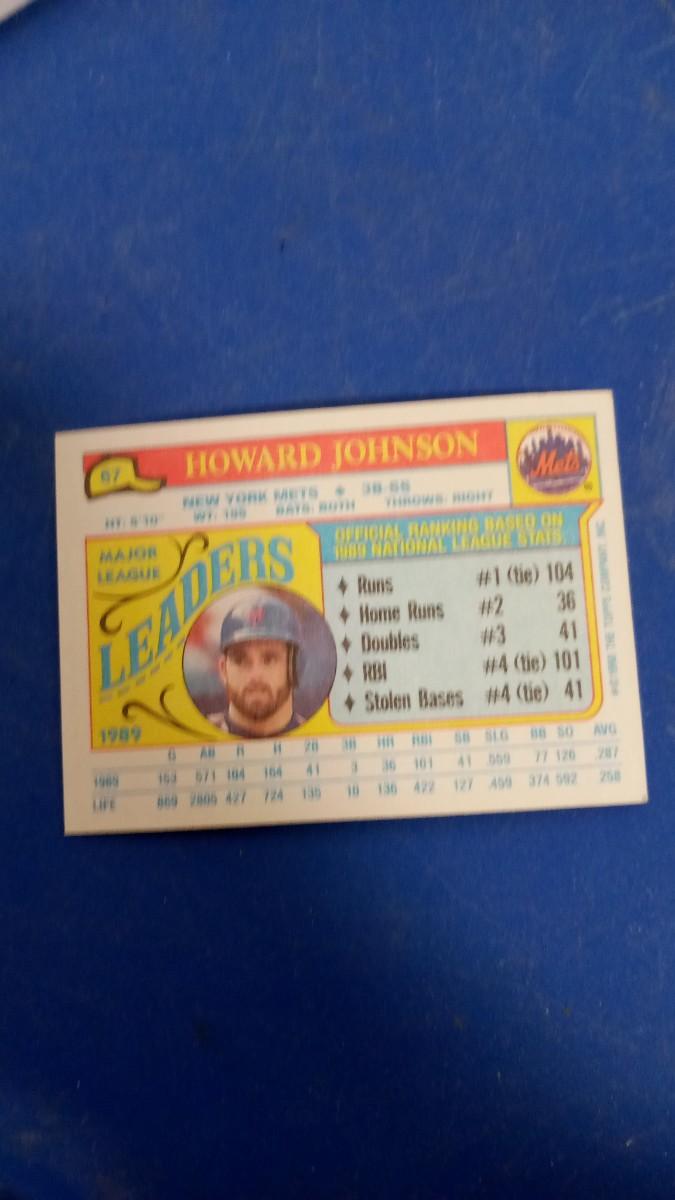 67
HOWARD JOHNSON
Mets
NEW YORK METS ♦ 3B-SS
HT: 5'10" WT: 195 BATS: BOTH THROWS: RIGHT
MAJOR
LEAGUE
LEADERS
1989
OFFICIAL RANKING BASED ON
1989 NATIONAL LEAGUE STATS.
♦ Runs #1 (tie) 104
♦ Home Runs #2 36
♦ Doubles #3 41
♦ RBI #4 (tie) 101
♦ Stolen Bases #4 (tie) 41
G AB R H 2B 3B HR RBI SB SLG BB SO AVG
1989 153 571 104 164 41 3 36 101 41 .559 77 126 .287
LIFE 869 2805 427 724 135 10 136 422 127 .459 374 592 .258
THE TOPPS COMPANY, INC.